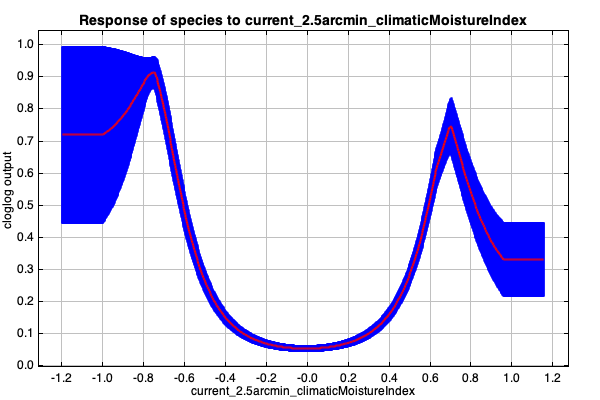 Response of species to current_2.5arcmin_climaticMoistureIndex
cloglog output
1.0
0.9
0.8
0.7
0.6
0.5
0.4
0.3
0.2
0.1
0.0
-1.2 -1.0 -0.8 -0.6 -0.4 -0.2 -0.0 0.2 0.4 0.6 0.8 1.0 1.2
current_2.5arcmin_climaticMoistureIndex